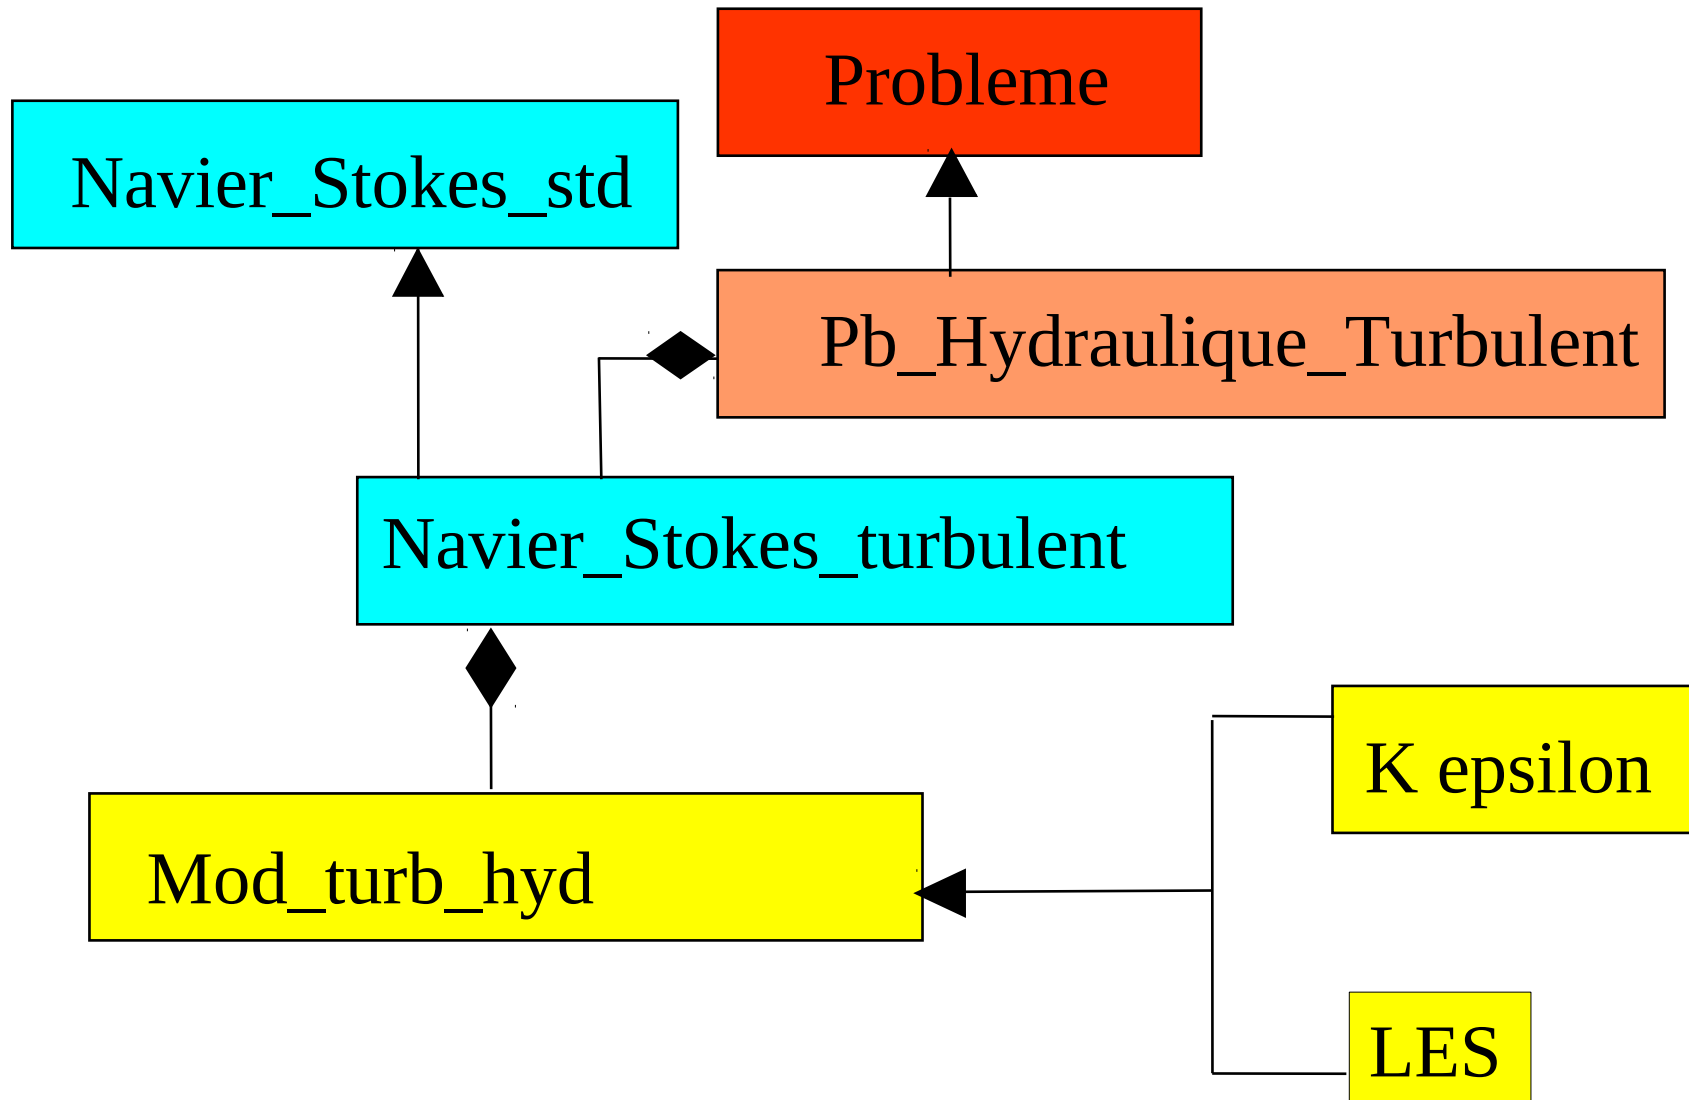 Probleme
Navier_Stokes_std
Pb_Hydraulique_Turbulent
Navier_Stokes_turbulent
K epsilon
Mod_turb_hyd
LES